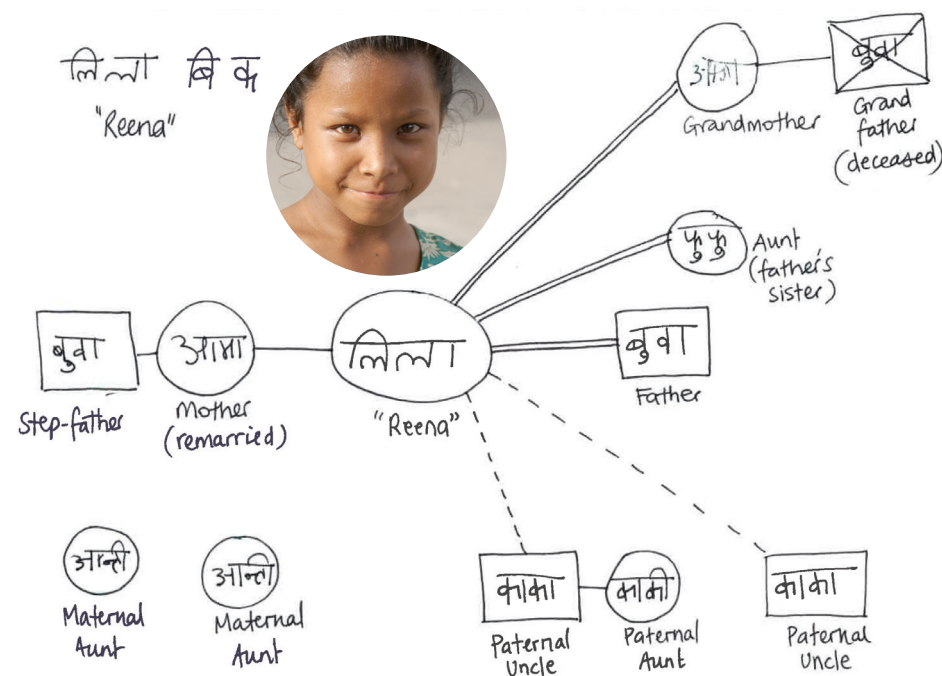 लिला बि क
"Reena"
बुवा
Grandmother
Grand
father
(deceased)
फुफु
Aunt
(father's
sister)
बुवा
Step-father
आमा
Mother
(remarried)
लिला
"Reena"
बुवा
Father
आन्टी
Maternal
Aunt
आन्टी
Maternal
Aunt
काका
Paternal
Uncle
काकी
Paternal
Aunt
काका
Paternal
Uncle